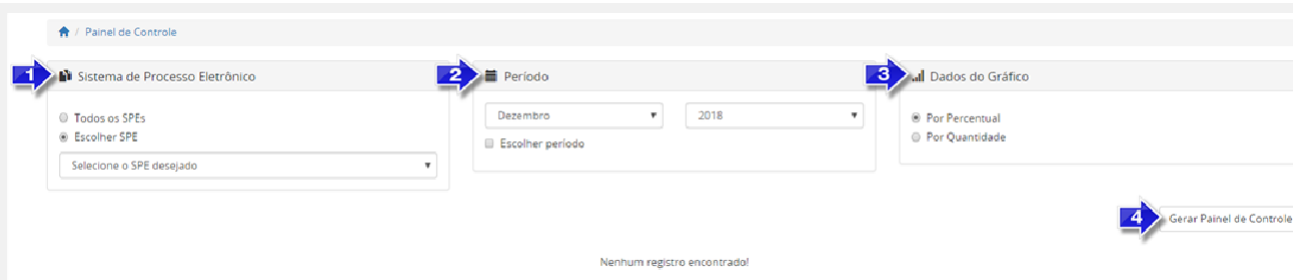 / Painel de Controle
1 Sistema de Processo Eletrônico
Todos os SPEs
Escolher SPE
Selecione o SPE desejado
2 Período
Dezembro 2018
Escolher período
3 Dados do Gráfico
Por Percentual
Por Quantidade
4 Gerar Painel de Controle
Nenhum registro encontrado!